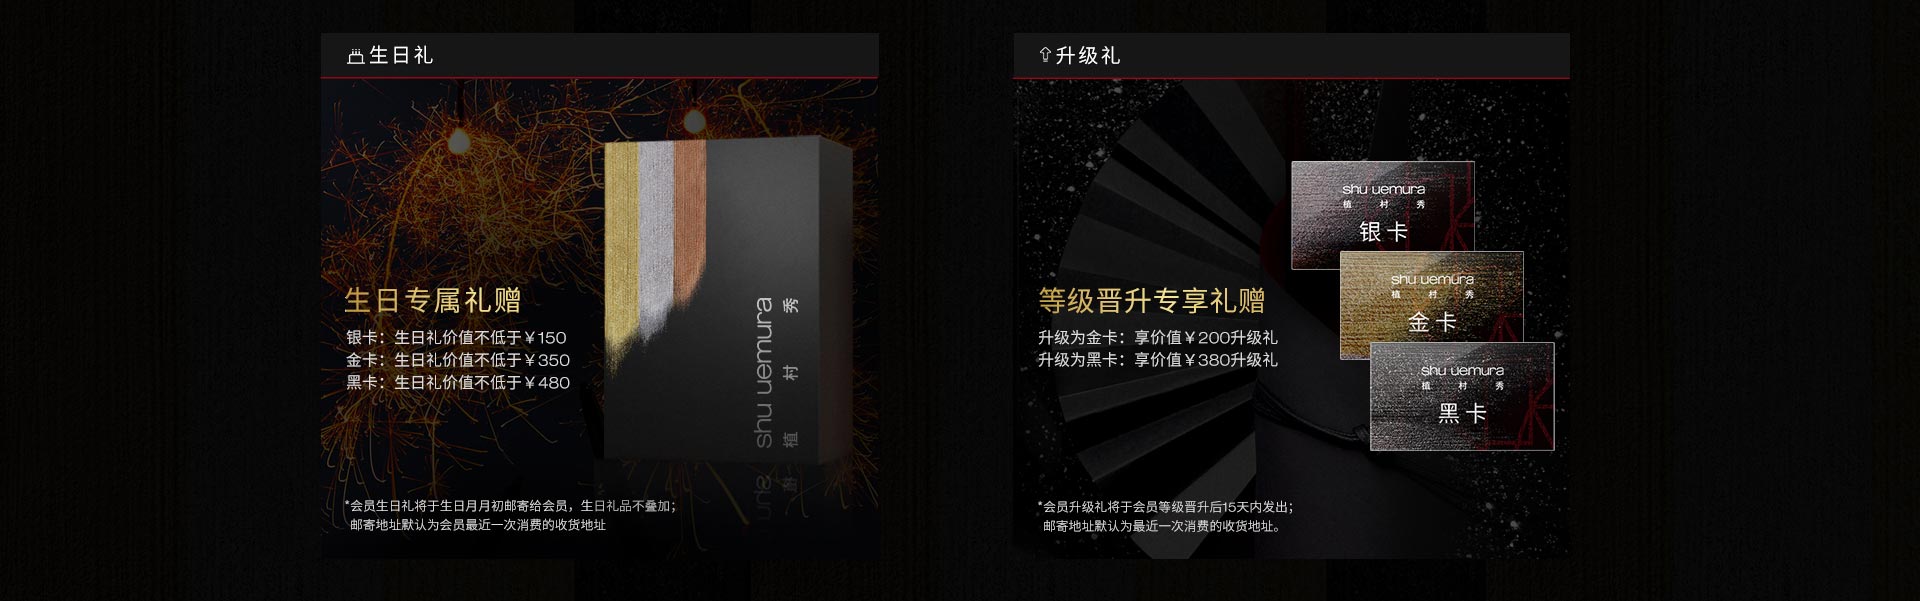 生日礼
生日专属礼赠
银卡：生日礼价值不低于￥150
金卡：生日礼价值不低于￥350
黑卡：生日礼价值不低于￥480
shu uemura
植 村 秀
*会员生日礼将于生日月月初邮寄给会员，生日礼品不叠加；
邮寄地址默认为会员最近一次消费的收货地址
升级礼
shu uemura
植 村 秀
银卡
shu uemura
植 村 秀
金卡
shu uemura
植 村 秀
黑卡
等级晋升专享礼赠
升级为金卡：享价值￥200升级礼
升级为黑卡：享价值￥380升级礼
*会员升级礼将于会员等级晋升后15天内发出；
邮寄地址默认为最近一次消费的收货地址。